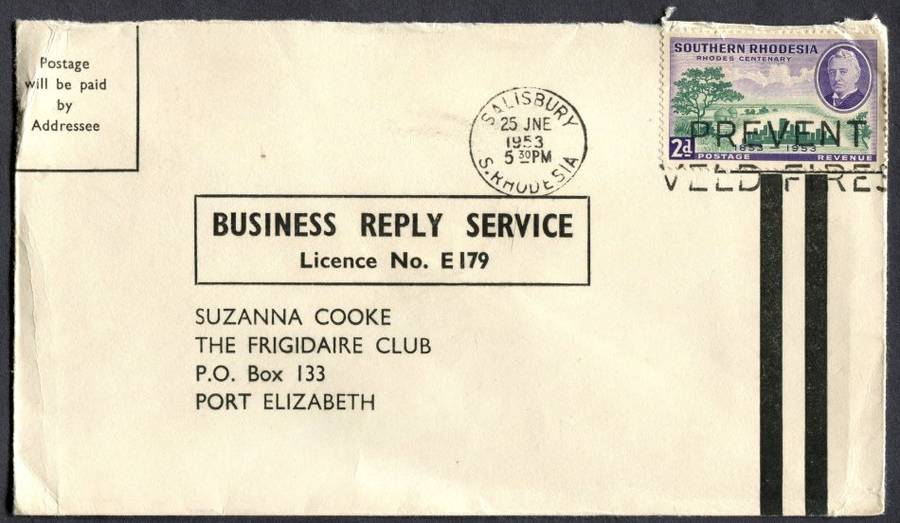 Postage
will be paid
by
Addressee
SALISBURY
25 JNE
1953
5 30 PM
S. RHODESIA
SOUTHERN RHODESIA
RHODES CENTENARY
1853 1953
2d
POSTAGE REVENUE
PREVENT
VELD FIRES
BUSINESS REPLY SERVICE
Licence No. E179
SUZANNA COOKE
THE FRIGIDAIRE CLUB
P.O. Box 133
PORT ELIZABETH